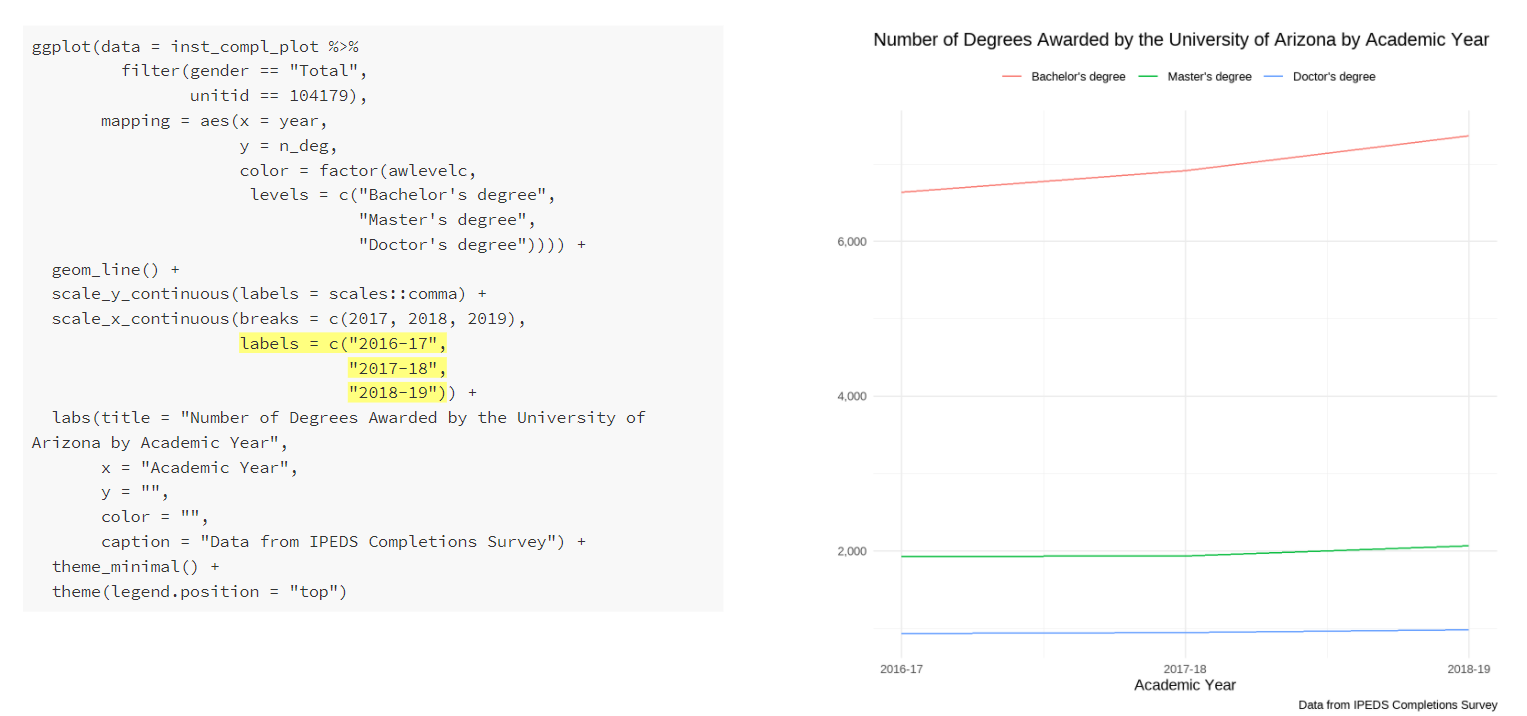 ggplot(data = inst_compl_plot %>%
         filter(gender == "Total",
                unitid == 104179),
       mapping = aes(x = year,
                     y = n_deg,
                     color = factor(awlevelc,
                      levels = c("Bachelor's degree",
                                 "Master's degree",
                                 "Doctor's degree")))) +
  geom_line() +
  scale_y_continuous(labels = scales::comma) +
  scale_x_continuous(breaks = c(2017, 2018, 2019),
                     labels = c("2016-17",
                                "2017-18",
                                "2018-19")) +
  labs(title = "Number of Degrees Awarded by the University of
Arizona by Academic Year",
       x = "Academic Year",
       y = "",
       color = "",
       caption = "Data from IPEDS Completions Survey") +
  theme_minimal() +
  theme(legend.position = "top")
Number of Degrees Awarded by the University of Arizona by Academic Year
Bachelor's degree Master's degree Doctor's degree
6,000
4,000
2,000
2016-17 2017-18 2018-19
Academic Year
Data from IPEDS Completions Survey